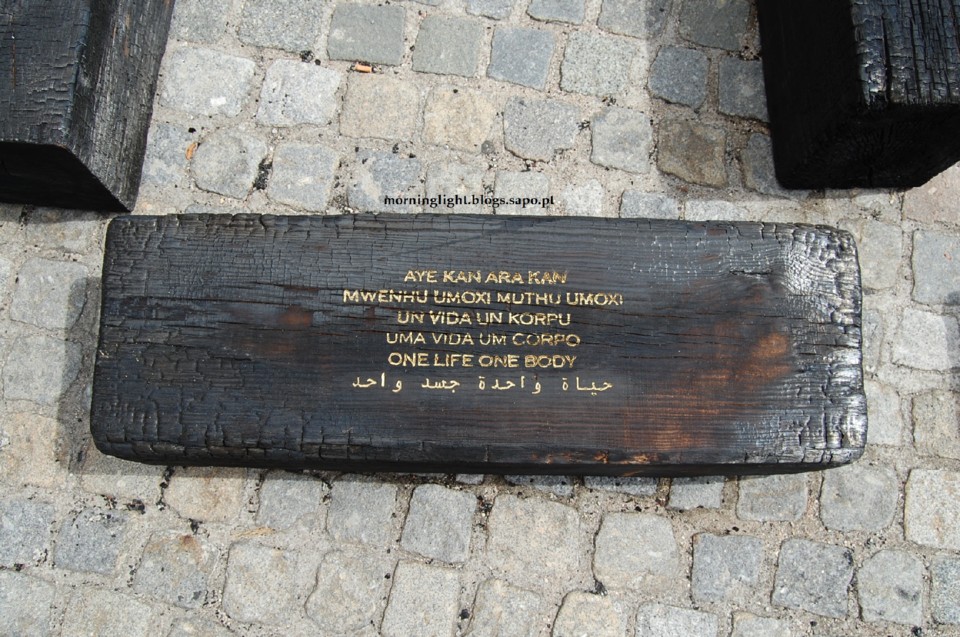 morninglight.blogs.sapo.pt
AYE KAN ARA KAN
MWENHU UMOXI MUTHU UMOXI
UN VIDA UN KORPU
UMA VIDA UM CORPO
ONE LIFE ONE BODY
حياة واحدة جسد واحد